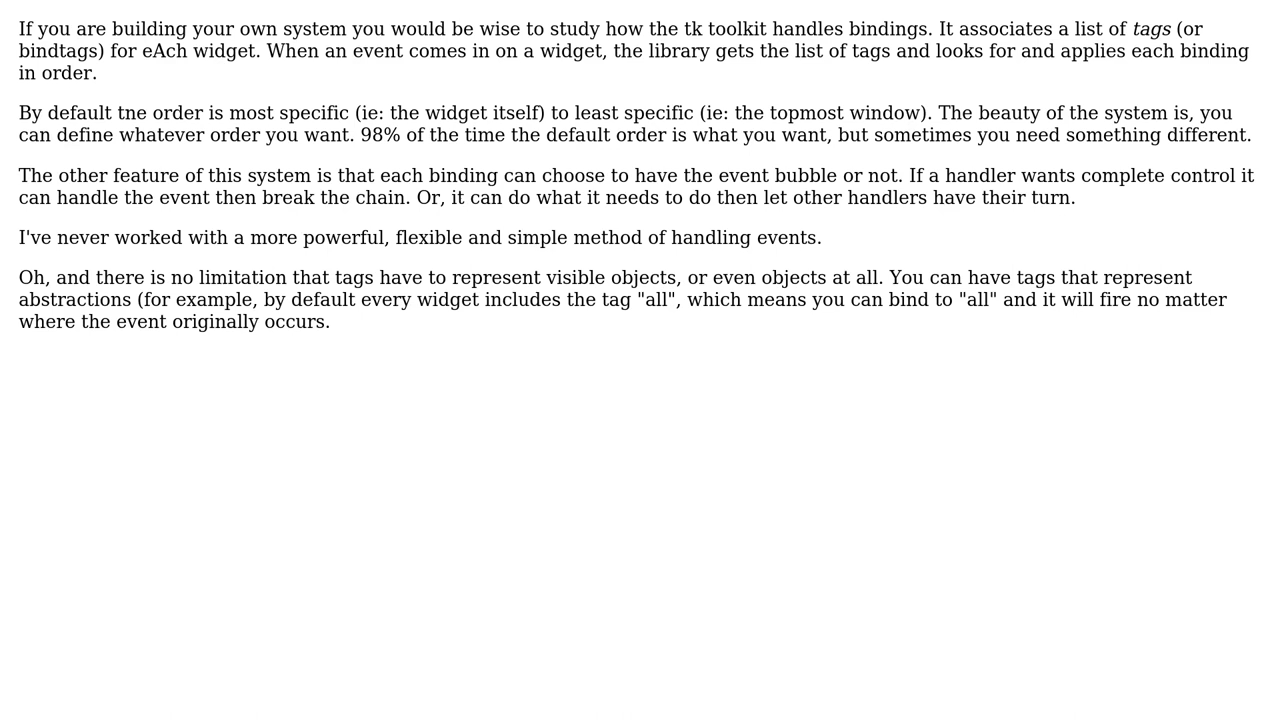 If you are building your own system you would be wise to study how the tk toolkit handles bindings. It associates a list of tags (or
bindtags) for eAch widget. When an event comes in on a widget, the library gets the list of tags and looks for and applies each binding
in order.
By default tne order is most specific (ie: the widget itself) to least specific (ie: the topmost window). The beauty of the system is, you
can define whatever order you want. 98% of the time the default order is what you want, but sometimes you need something different.
The other feature of this system is that each binding can choose to have the event bubble or not. If a handler wants complete control it
can handle the event then break the chain. Or, it can do what it needs to do then let other handlers have their turn.
I've never worked with a more powerful, flexible and simple method of handling events.
Oh, and there is no limitation that tags have to represent visible objects, or even objects at all. You can have tags that represent
abstractions (for example, by default every widget includes the tag "all", which means you can bind to "all" and it will fire no matter
where the event originally occurs.